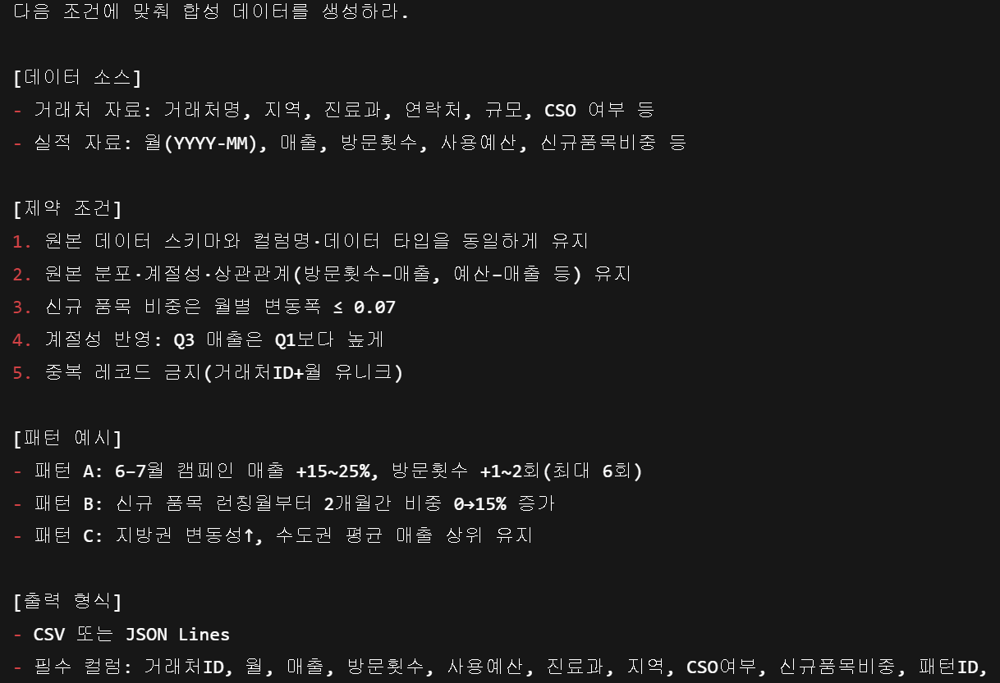 다음 조건에 맞춰 합성 데이터를 생성하라.
[데이터 소스]
- 거래처 자료: 거래처명, 지역, 진료과, 연락처, 규모, CSO 여부 등
- 실적 자료: 월(YYYY-MM), 매출, 방문횟수, 사용예산, 신규품목비중 등
[제약 조건]
1. 원본 데이터 스키마와 컬럼명·데이터 타입을 동일하게 유지
2. 원본 분포·계절성·상관관계(방문횟수–매출, 예산–매출 등) 유지
3. 신규 품목 비중은 월별 변동폭 ≤ 0.07
4. 계절성 반영: Q3 매출은 Q1보다 높게
5. 중복 레코드 금지(거래처ID+월 유니크)
[패턴 예시]
- 패턴 A: 6–7월 캠페인 매출 +15~25%, 방문횟수 +1~2회(최대 6회)
- 패턴 B: 신규 품목 런칭월부터 2개월간 비중 0→15% 증가
- 패턴 C: 지방권 변동성↑, 수도권 평균 매출 상위 유지
[출력 형식]
- CSV 또는 JSON Lines
- 필수 컬럼: 거래처ID, 월, 매출, 방문횟수, 사용예산, 진료과, 지역, CSO여부, 신규품목비중, 패턴ID,